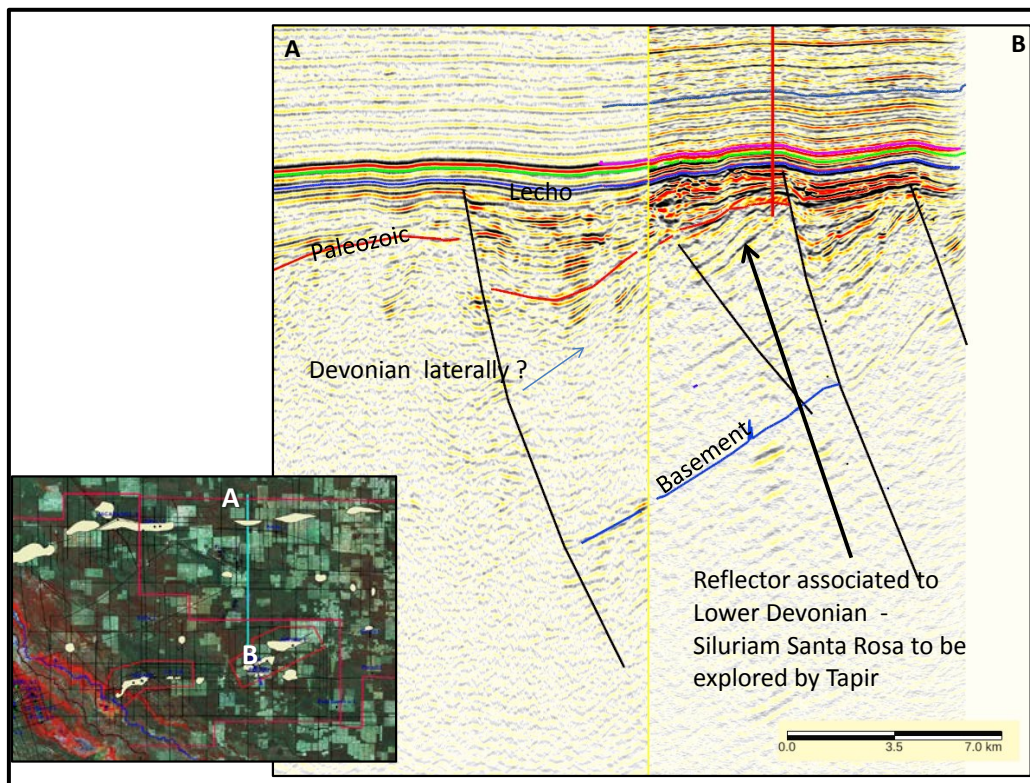 A
B
Lecho
Paleozoic
Devonian laterally ?
Basement
Reflector associated to
Lower Devonian -
Siluriam Santa Rosa to be
explored by Tapir
0.0 3.5 7.0 km
A
B